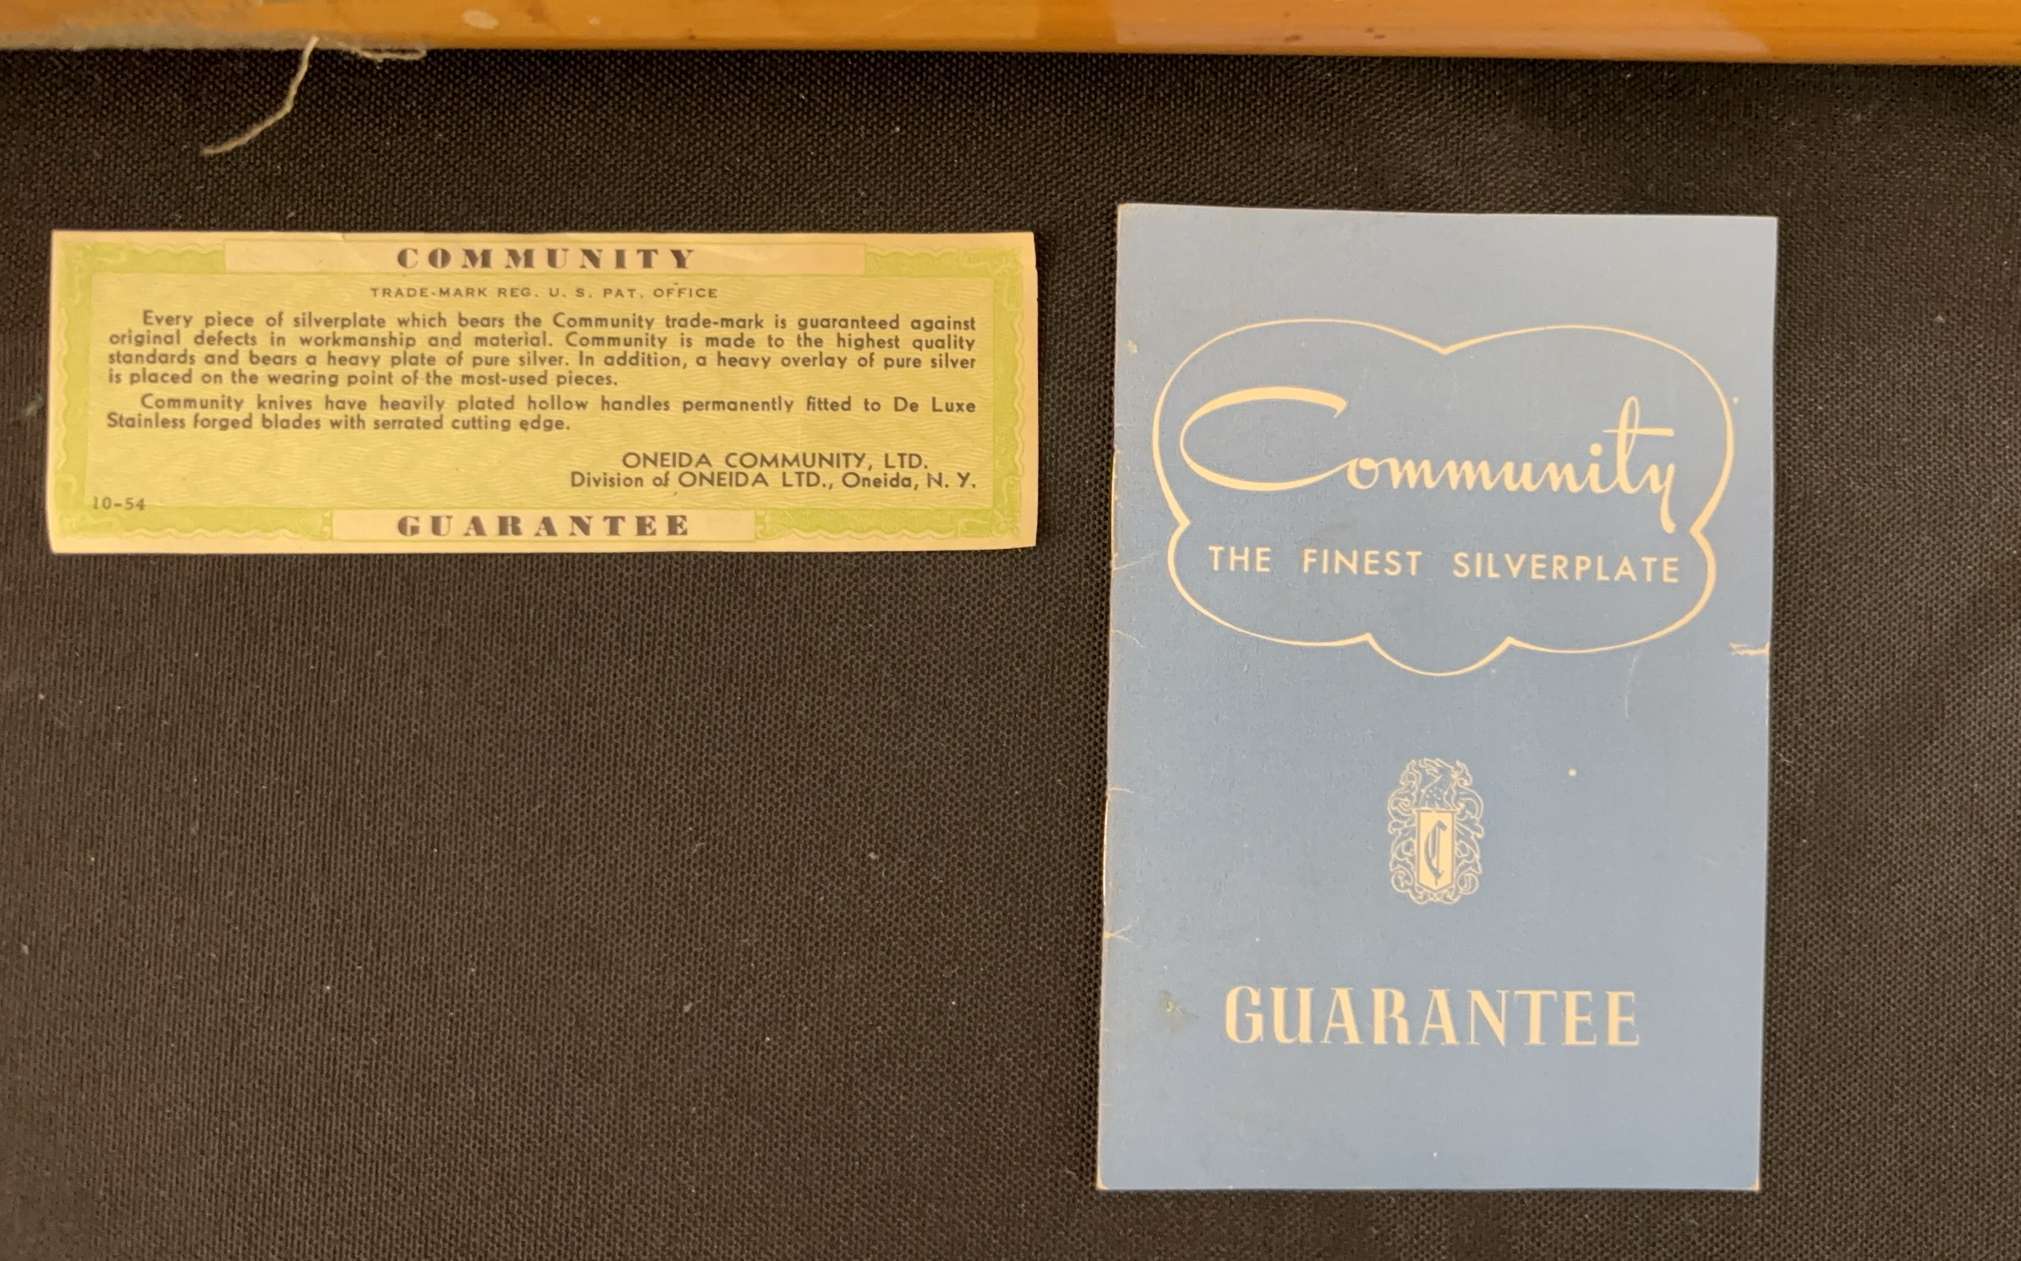 COMMUNITY
TRADE-MARK REG. U. S. PAT. OFFICE
Every piece of silverplate which bears the Community trade-mark is guaranteed against
original defects in workmanship and material. Community is made to the highest quality
standards and bears a heavy plate of pure silver. In addition, a heavy overlay of pure silver
is placed on the wearing point of the most-used pieces.
Community knives have heavily plated hollow handles permanently fitted to De Luxe
Stainless forged blades with serrated cutting edge.
ONEIDA COMMUNITY, LTD.
Division of ONEIDA LTD., Oneida, N. Y.
10-54
GUARANTEE
Community
THE FINEST SILVERPLATE
C
GUARANTEE